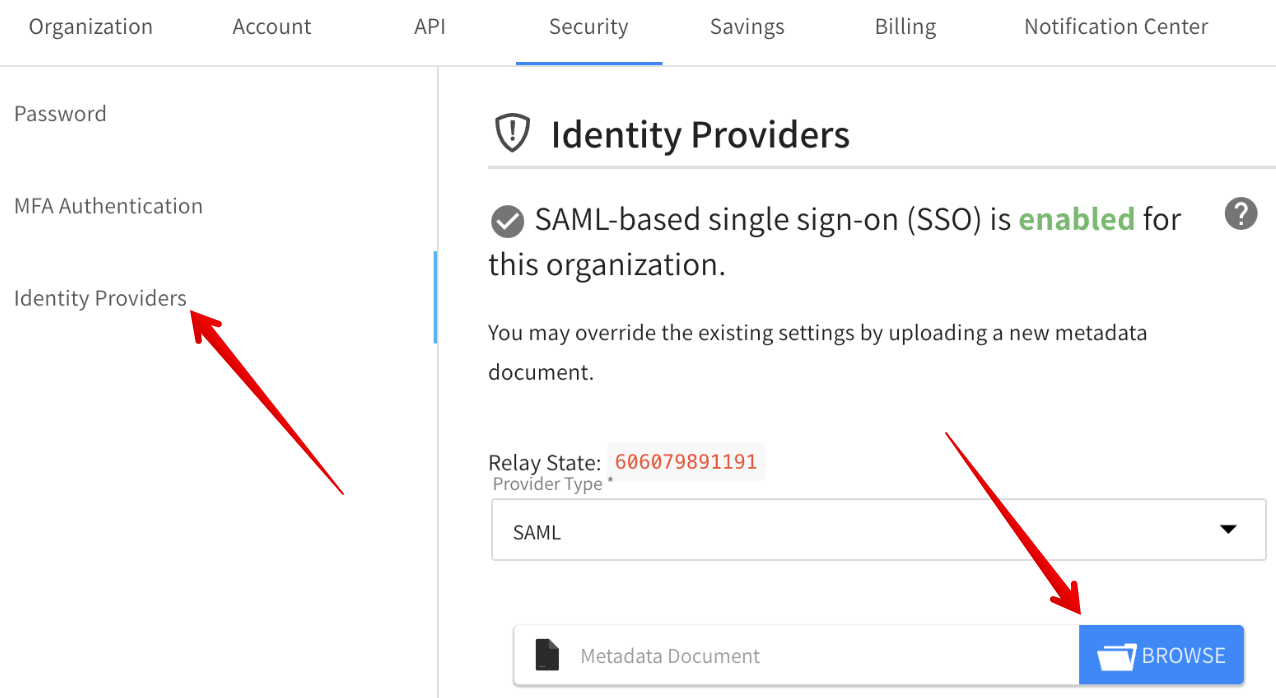 Organization Account API Security Savings Billing Notification Center
Password
MFA Authentication
Identity Providers
Identity Providers
SAML-based single sign-on (SSO) is enabled for
this organization.
You may override the existing settings by uploading a new metadata
document.
Relay State: 606079891191
Provider Type *
SAML
Metadata Document
BROWSE